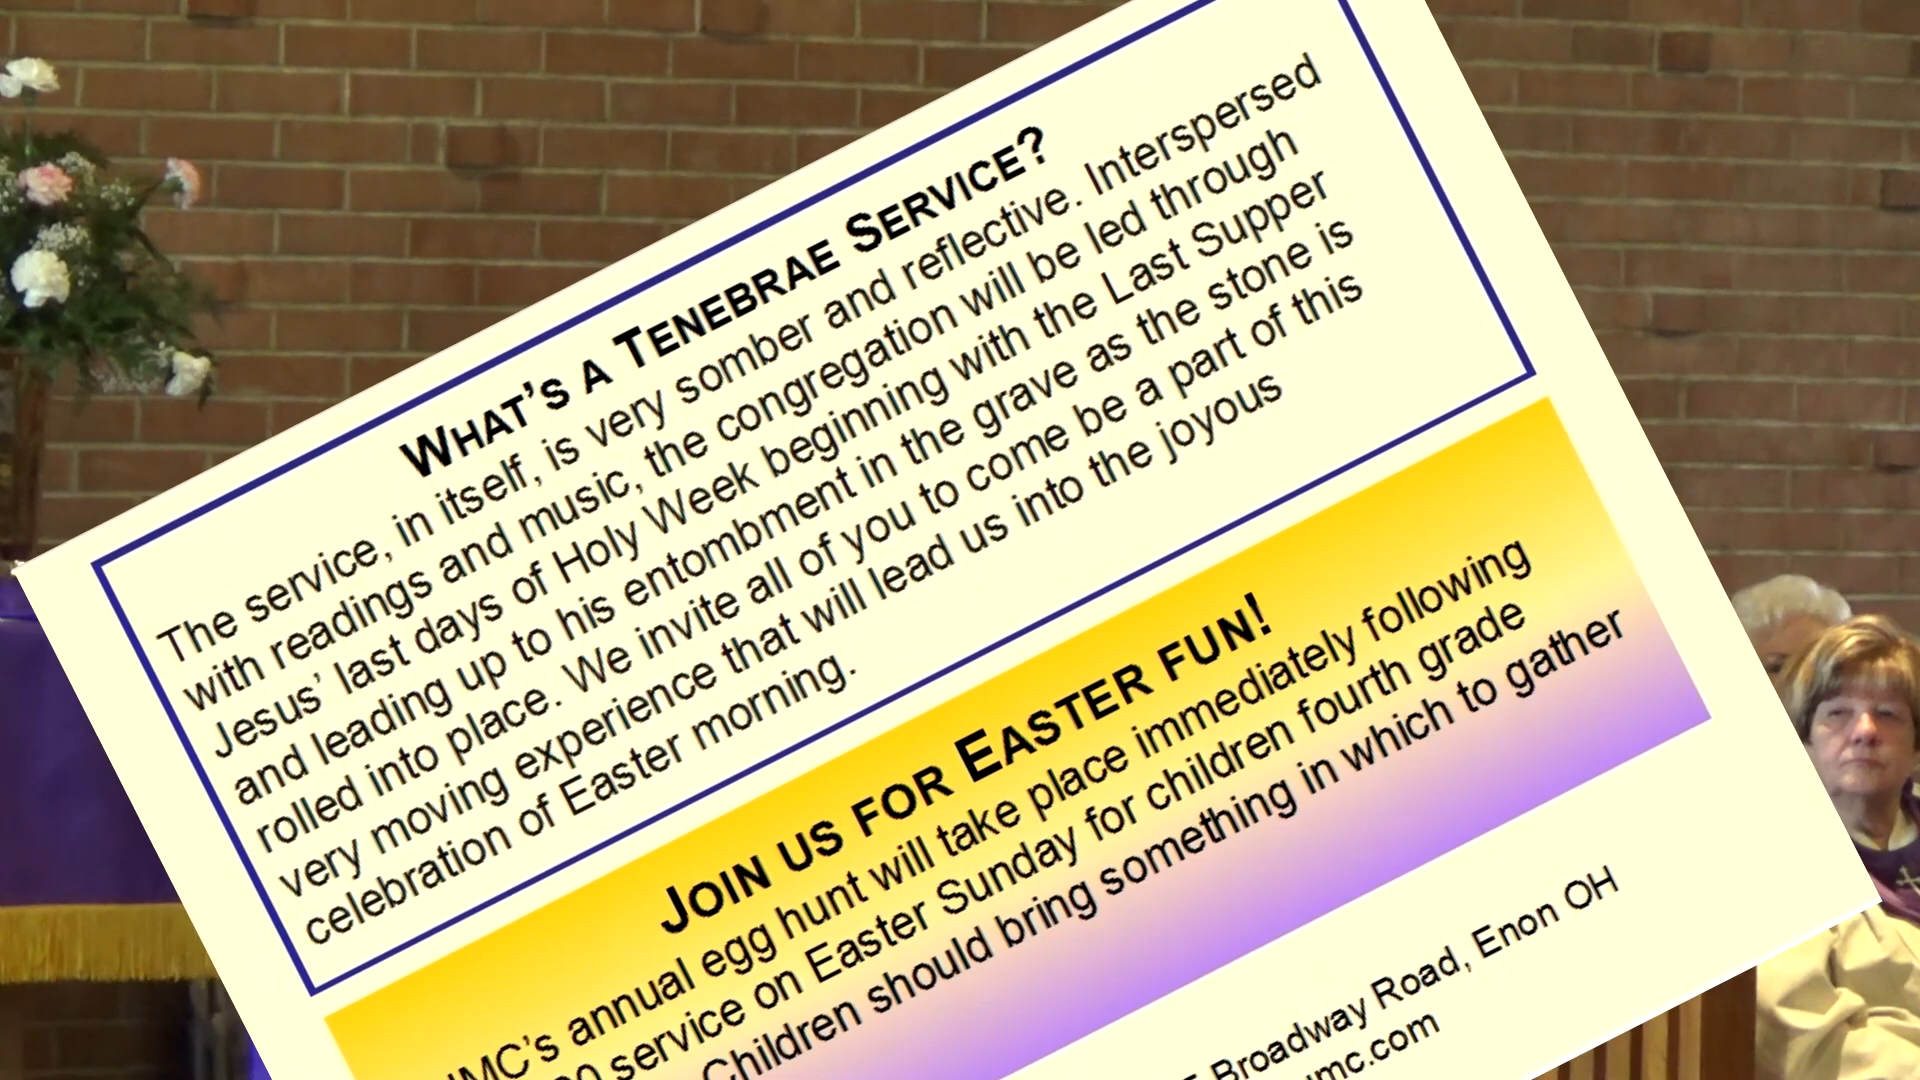 WHAT'S A TENEBRAE SERVICE?
The service, in itself, is very somber and reflective. Interspersed
with readings and music, the congregation will be led through
Jesus' last days of Holy Week beginning with the Last Supper
and leading up to his entombment in the grave as the stone is
rolled into place. We invite all of you to come be a part of this
very moving experience that will lead us into the joyous
celebration of Easter morning.
JOIN US FOR EASTER FUN!
annual egg hunt will take place immediately following
service on Easter Sunday for children fourth grade
Children should bring something in which to gather
Broadway Road, Enon OH